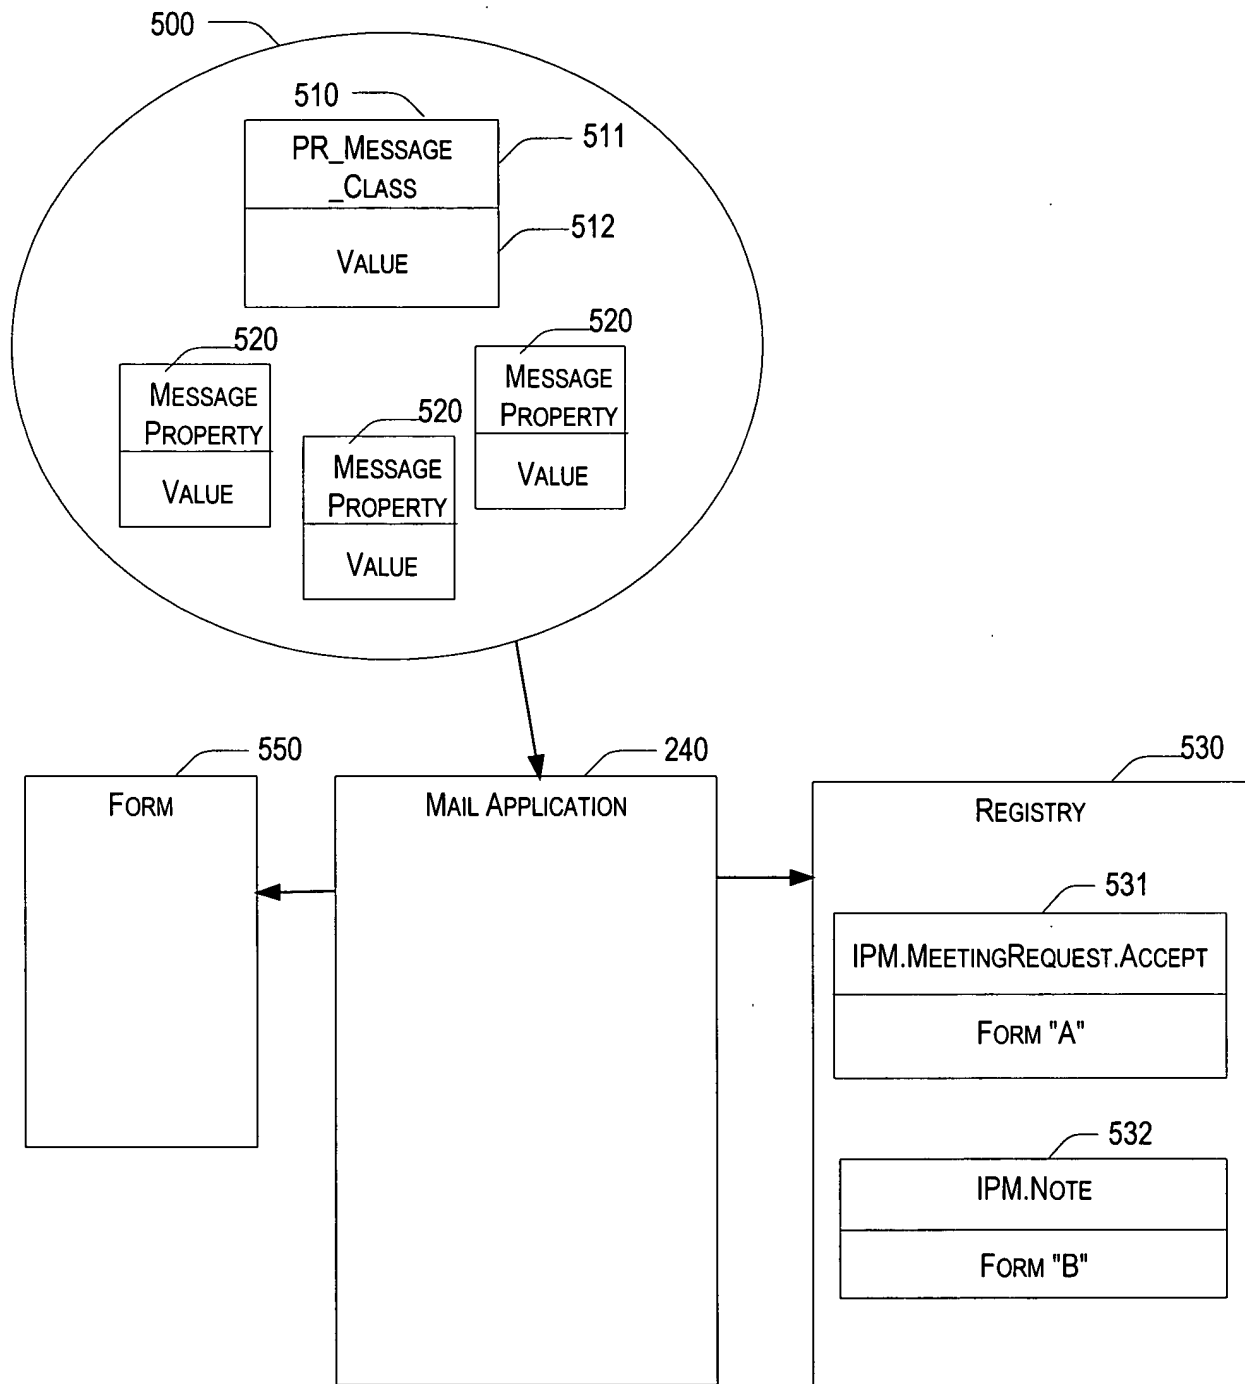 500
510
PR_MESSAGE
_CLASS
511
VALUE
512
520
MESSAGE
PROPERTY
VALUE
520
MESSAGE
PROPERTY
VALUE
520
MESSAGE
PROPERTY
VALUE
550
FORM
240
MAIL APPLICATION
530
REGISTRY
531
IPM.MEETINGREQUEST.ACCEPT
FORM "A"
532
IPM.NOTE
FORM "B"